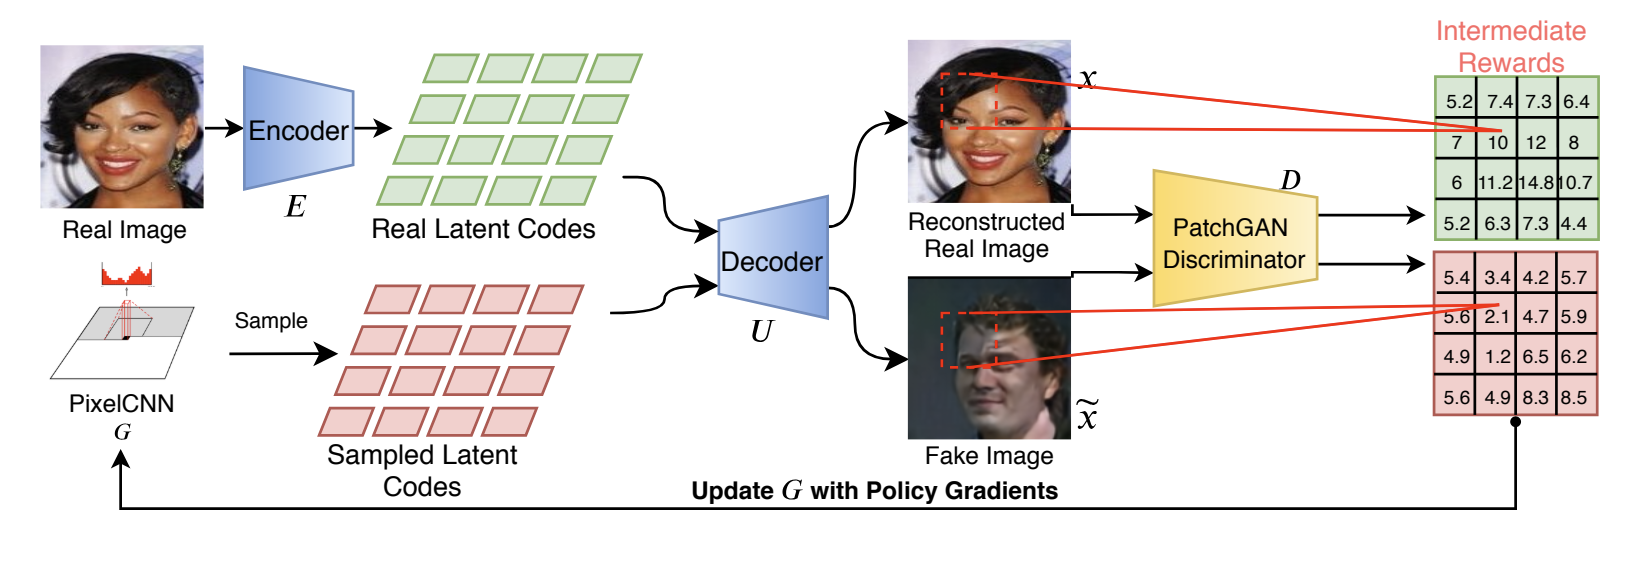 Real Image
Encoder
E
Real Latent Codes
PixelCNN
G
Sample
Sampled Latent
Codes
Decoder
U
x
Reconstructed
Real Image
x̃
Fake Image
D
PatchGAN
Discriminator
Intermediate
Rewards
5.2 7.4 7.3 6.4
7 10 12 8
6 11.2 14.8 10.7
5.2 6.3 7.3 4.4
5.4 3.4 4.2 5.7
5.6 2.1 4.7 5.9
4.9 1.2 6.5 6.2
5.6 4.9 8.3 8.5
Update G with Policy Gradients